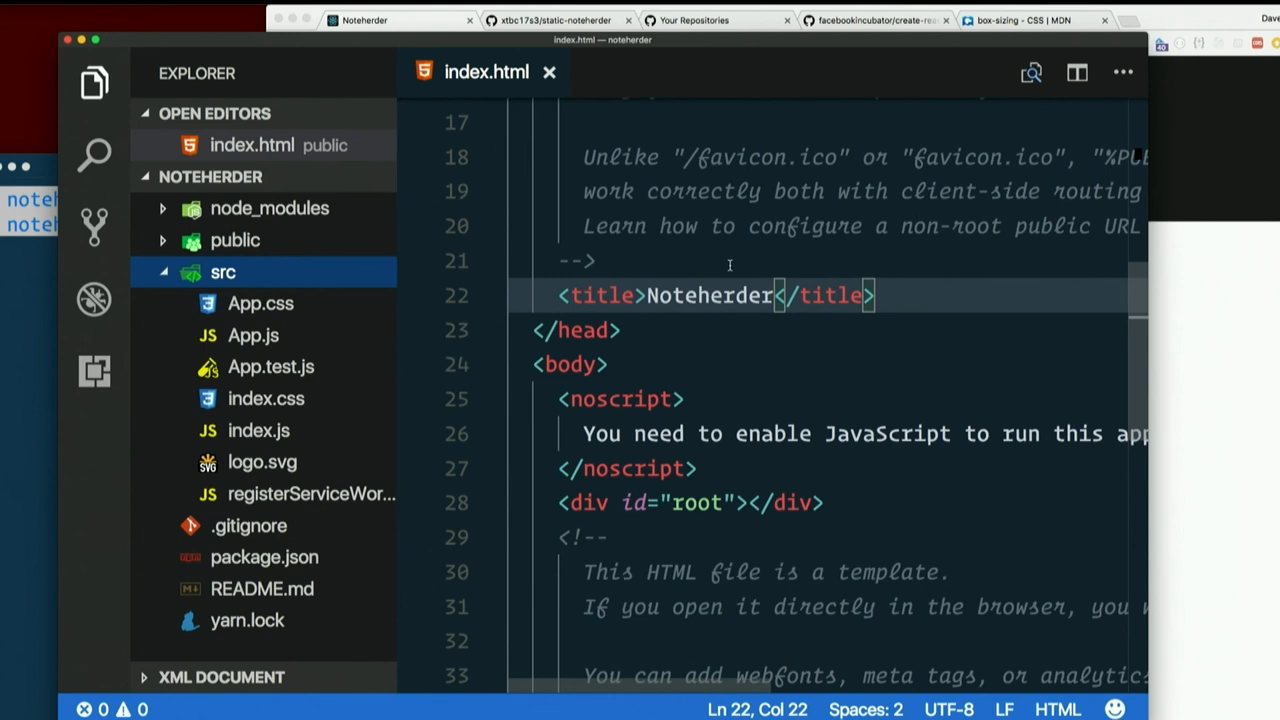 Noteherder
xtbc17s3/static-noteherder
Your Repositories
facebookincubator/create-rea
box-sizing - CSS | MDN
Dave
index.html — noteherder
EXPLORER
index.html
OPEN EDITORS
index.html public
NOTEHERDER
node_modules
public
src
App.css
App.js
App.test.js
index.css
index.js
logo.svg
registerServiceWor...
.gitignore
package.json
README.md
yarn.lock
XML DOCUMENT
noteh
noteh
17
18 Unlike "/favicon.ico" or "favicon.ico", "%PUB
19 work correctly both with client-side routing
20 Learn how to configure a non-root public URL
21 -->
22 <title>Noteherder</title>
23 </head>
24 <body>
25 <noscript>
26 You need to enable JavaScript to run this app
27 </noscript>
28 <div id="root"></div>
29 <!--
30 This HTML file is a template.
31 If you open it directly in the browser, you w
32
33 You can add webfonts, meta tags, or analytics
0 0
Ln 22, Col 22
Spaces: 2
UTF-8
LF
HTML